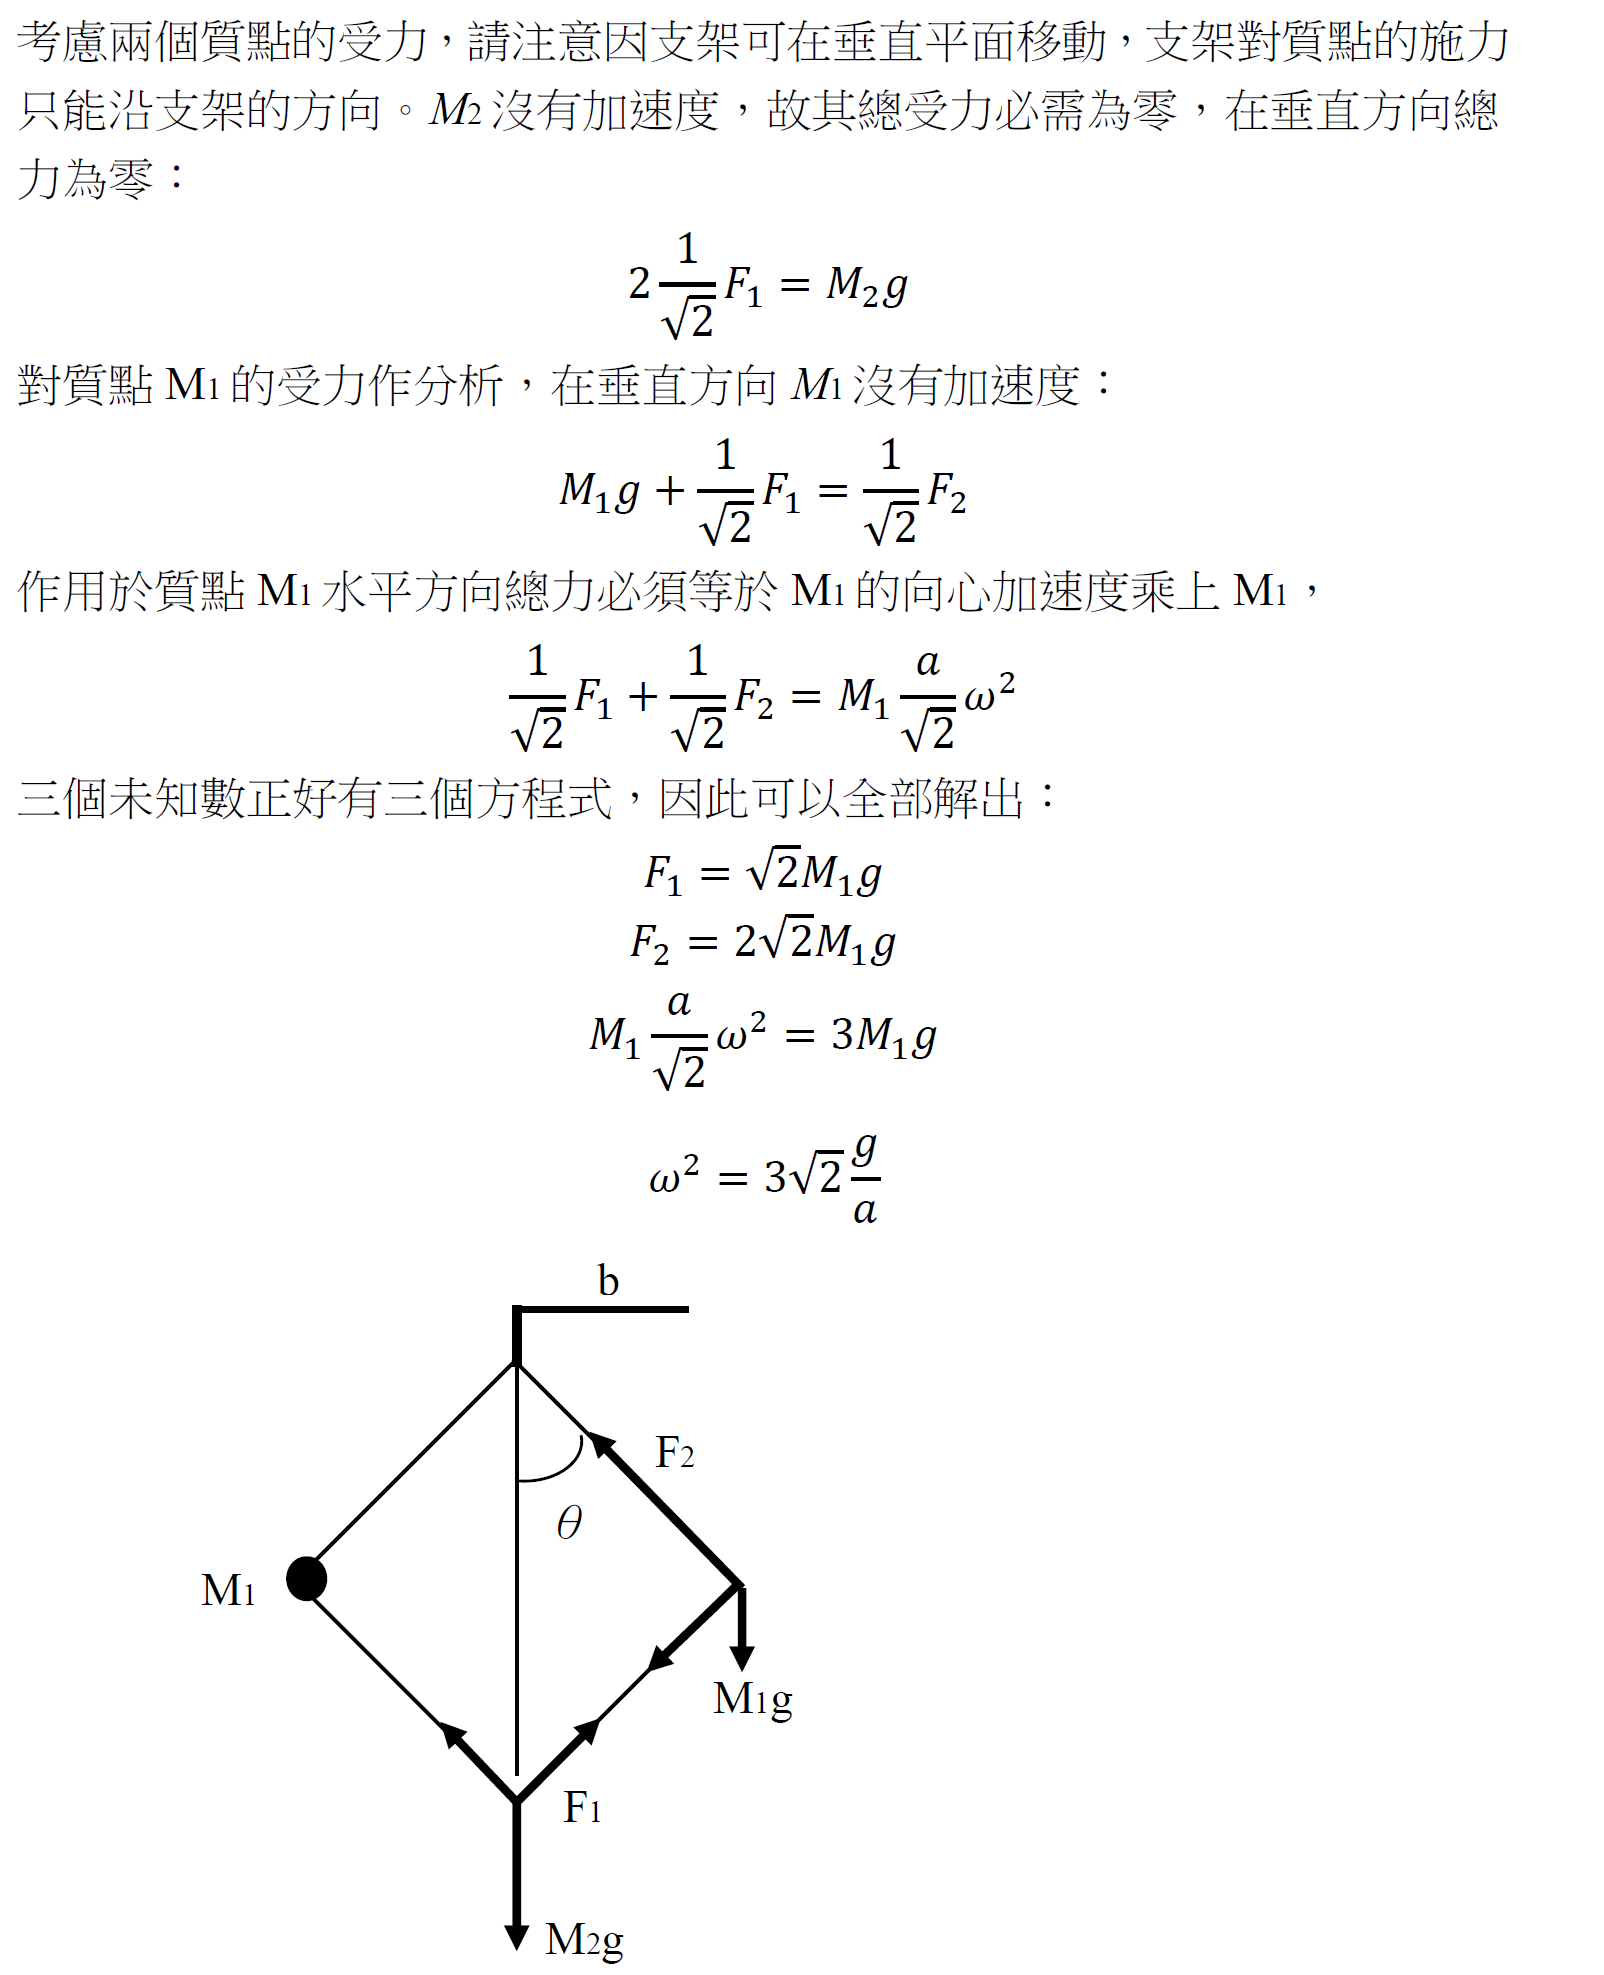 考慮兩個質點的受力，請注意因支架可在垂直平面移動，支架對質點的施力
只能沿支架的方向。M2 沒有加速度，故其總受力必需為零，在垂直方向總
力為零：
2 1/√2 F₁ = M₂g
對質點 M1 的受力作分析，在垂直方向 M1 沒有加速度：
M₁g + 1/√2 F₁ = 1/√2 F₂
作用於質點 M1 水平方向總力必須等於 M1 的向心加速度乘上 M1，
1/√2 F₁ + 1/√2 F₂ = M₁ a/√2 ω²
三個未知數正好有三個方程式，因此可以全部解出：
F₁ = √2M₁g
F₂ = 2√2M₁g
M₁ a/√2 ω² = 3M₁g
ω² = 3√2 g/a
b
F2
θ
M1
M1g
F1
M2g